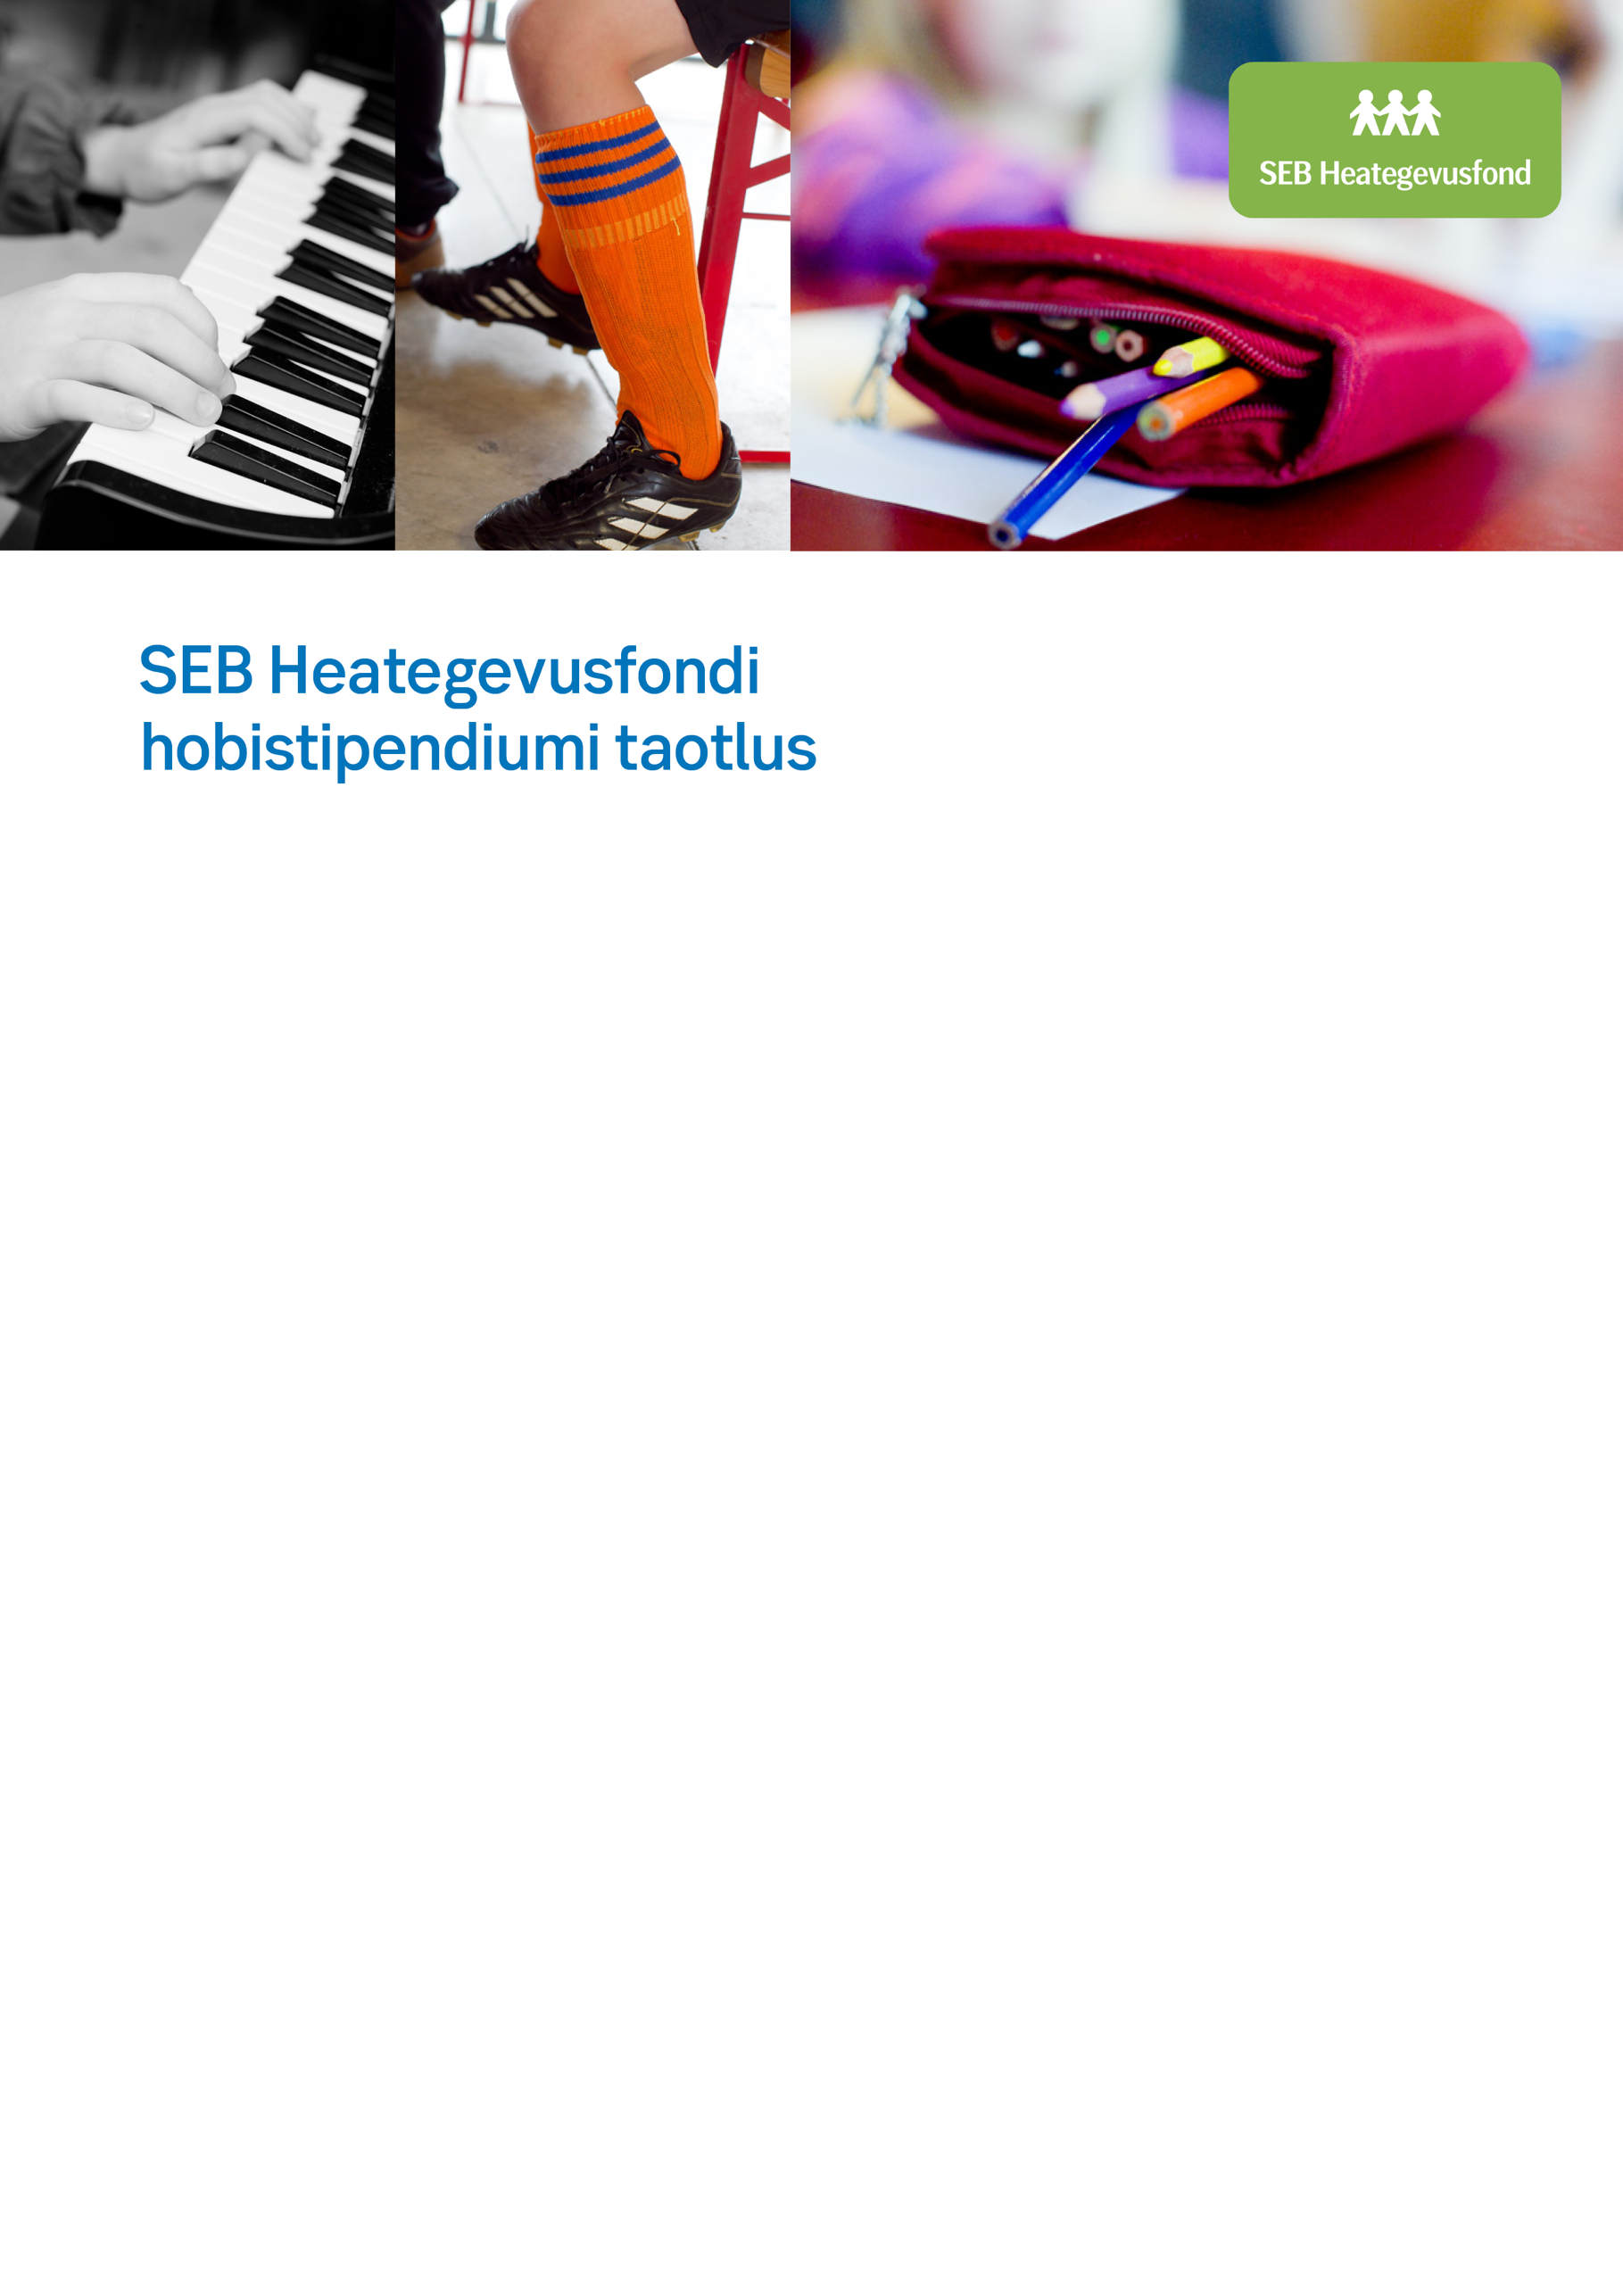 SEB Heategevusfond
SEB Heategevusfondi
hobistipendiumi taotlus